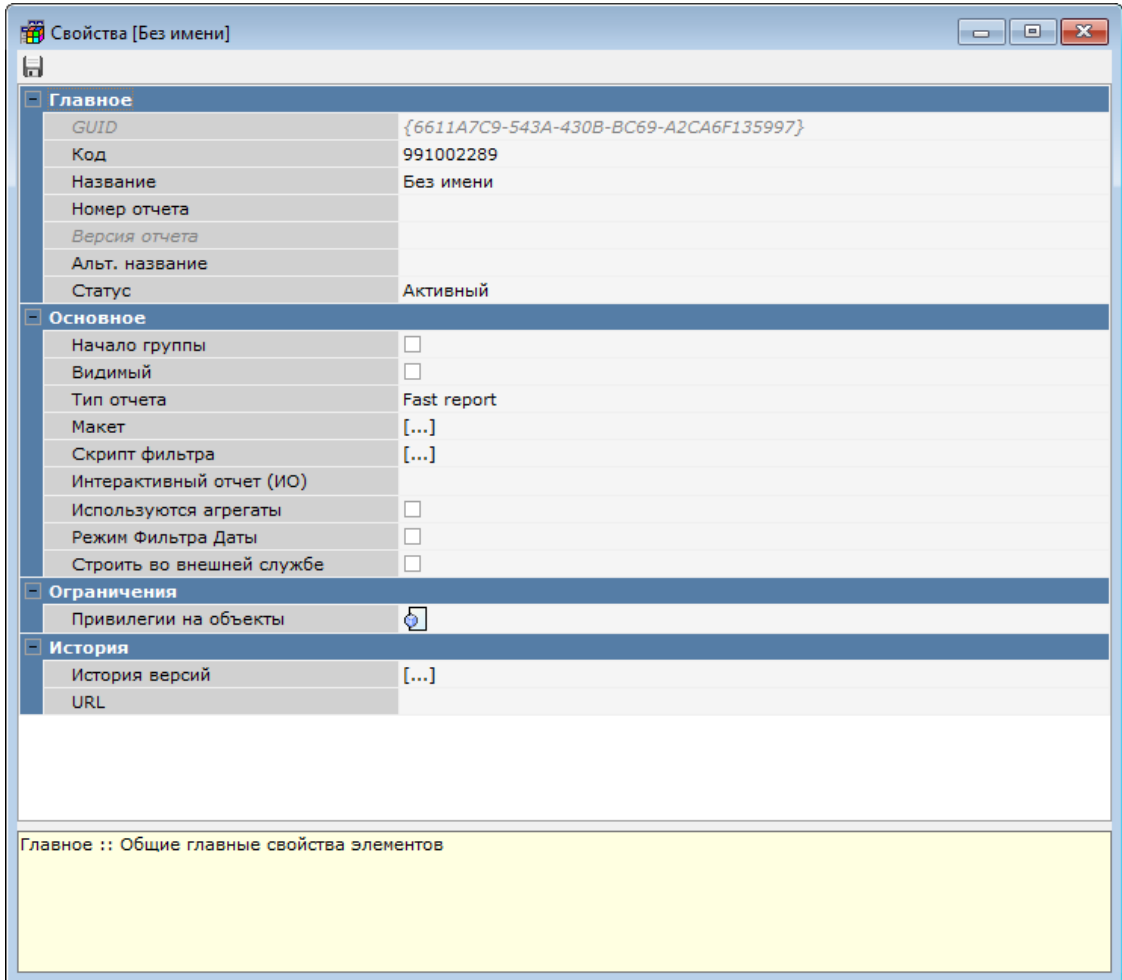 Свойства [Без имени]
Главное
GUID {6611A7C9-543A-430B-BC69-A2CA6F135997}
Код 991002289
Название Без имени
Номер отчета
Версия отчета
Альт. название
Статус Активный
Основное
Начало группы
Видимый
Тип отчета Fast report
Макет [...]
Скрипт фильтра [...]
Интерактивный отчет (ИО)
Используются агрегаты
Режим Фильтра Даты
Строить во внешней службе
Ограничения
Привилегии на объекты
История
История версий [...]
URL
Главное :: Общие главные свойства элементов